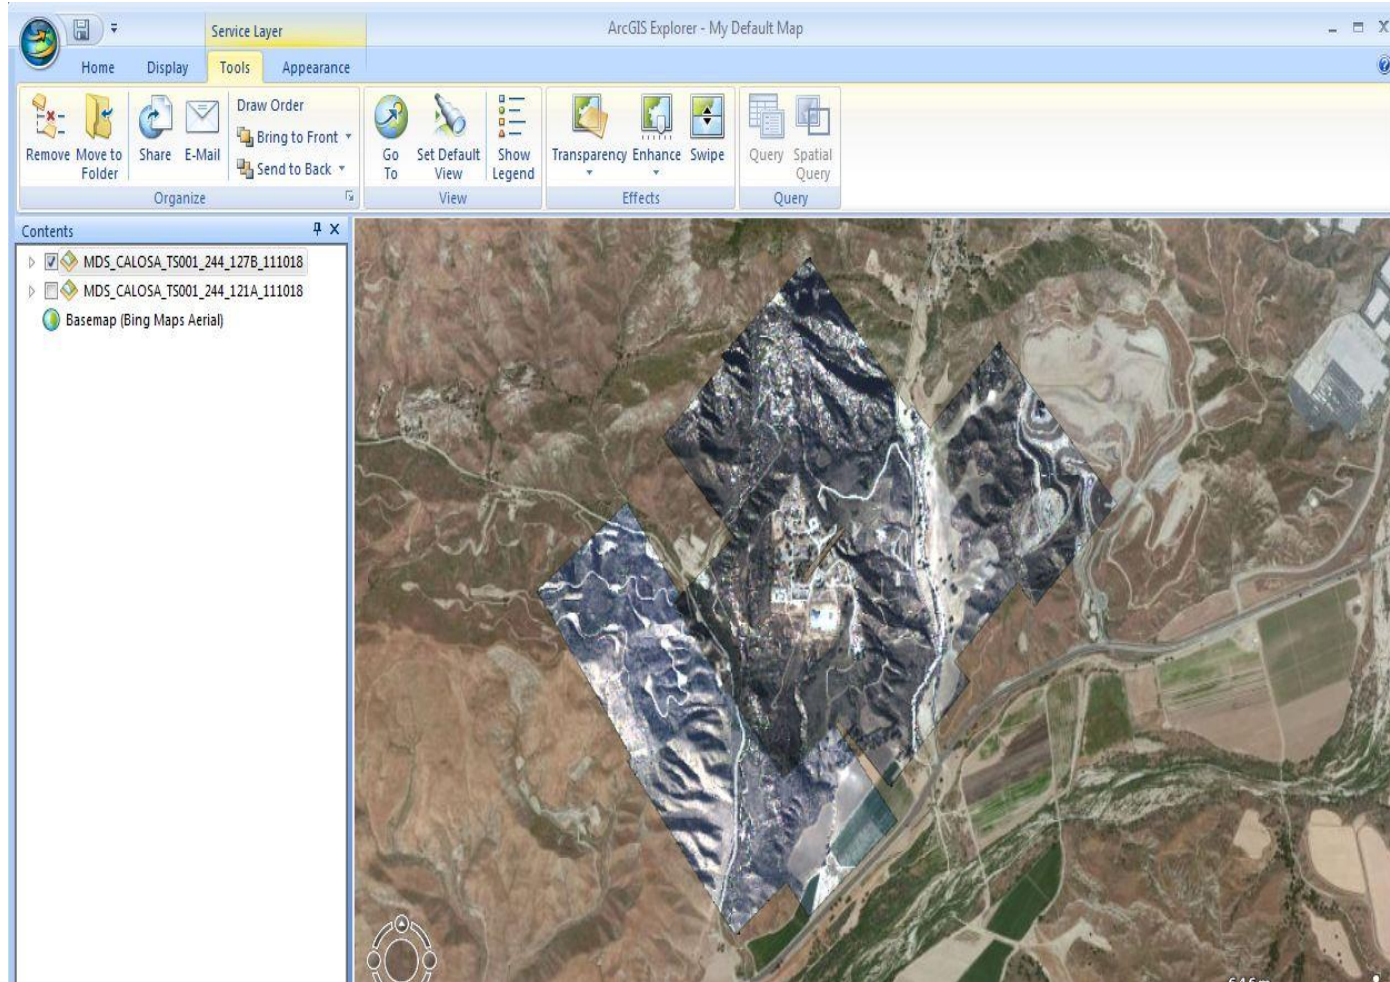 Service Layer
ArcGIS Explorer - My Default Map
Home Display Tools Appearance
Remove
Move to Folder
Share
E-Mail
Draw Order
Bring to Front
Send to Back
Organize
Go To
Set Default View
Show Legend
View
Transparency
Enhance
Swipe
Effects
Query
Spatial Query
Query
Contents
MDS_CALOSA_TS001_244_127B_111018
MDS_CALOSA_TS001_244_121A_111018
Basemap (Bing Maps Aerial)